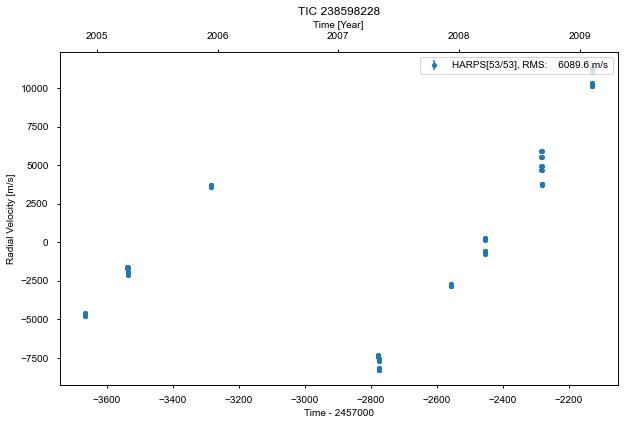 TIC 238598228
Time [Year]
2005 2006 2007 2008 2009
HARPS[53/53], RMS: 6089.6 m/s
Radial Velocity [m/s]
10000
7500
5000
2500
0
−2500
−5000
−7500
−3600 −3400 −3200 −3000 −2800 −2600 −2400 −2200
Time - 2457000